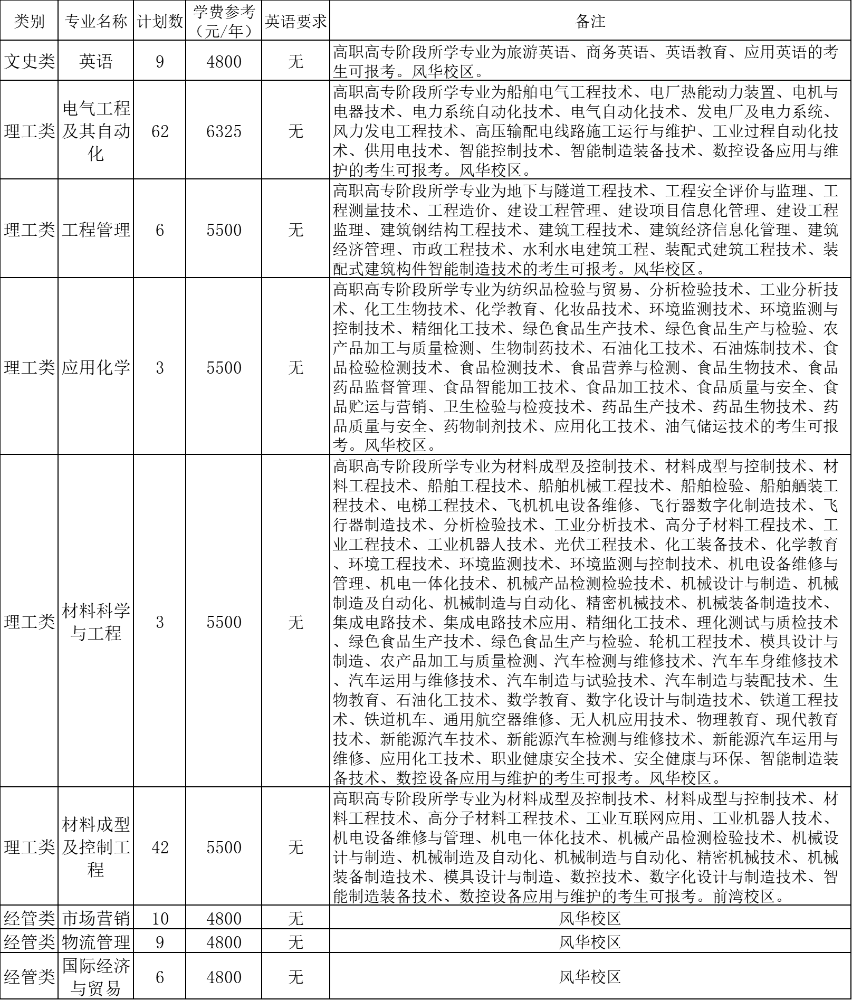 类别 专业名称 计划数 学费参考（元/年） 英语要求 备注
文史类 英语 9 4800 无
高职高专阶段所学专业为旅游英语、商务英语、英语教育、应用英语的考
生可报考。风华校区。
理工类 电气工程及其自动化 62 6325 无
高职高专阶段所学专业为船舶电气工程技术、电厂热能动力装置、电机与
电器技术、电力系统自动化技术、电气自动化技术、发电厂及电力系统、
风力发电工程技术、高压输配电线路施工运行与维护、工业过程自动化技
术、供用电技术、智能控制技术、智能制造装备技术、数控设备应用与维
护的考生可报考。风华校区。
理工类 工程管理 6 5500 无
高职高专阶段所学专业为地下与隧道工程技术、工程安全评价与监理、工
程测量技术、工程造价、建设工程管理、建设项目信息化管理、建设工程
监理、建筑钢结构工程技术、建筑工程技术、建筑经济信息化管理、建筑
经济管理、市政工程技术、水利水电建筑工程、装配式建筑工程技术、装
配式建筑构件智能制造技术的考生可报考。风华校区。
理工类 应用化学 3 5500 无
高职高专阶段所学专业为纺织品检验与贸易、分析检验技术、工业分析技
术、化工生物技术、化学教育、化妆品技术、环境监测技术、环境监测与
控制技术、精细化工技术、绿色食品生产技术、绿色食品生产与检验、农
产品加工与质量检测、生物制药技术、石油化工技术、石油炼制技术、食
品检验检测技术、食品检测技术、食品营养与检测、食品生物技术、食品
药品监督管理、食品智能加工技术、食品加工技术、食品质量与安全、食
品贮运与营销、卫生检验与检疫技术、药品生产技术、药品生物技术、药
品质量与安全、药物制剂技术、应用化工技术、油气储运技术的考生可报
考。风华校区。
理工类 材料科学与工程 3 5500 无
高职高专阶段所学专业为材料成型及控制技术、材料成型与控制技术、材
料工程技术、船舶工程技术、船舶机械工程技术、船舶检验、船舶舾装工
程技术、电梯工程技术、飞机机电设备维修、飞行器数字化制造技术、飞
行器制造技术、分析检验技术、工业分析技术、高分子材料工程技术、工
业工程技术、工业机器人技术、光伏工程技术、化工装备技术、化学教育
、环境工程技术、环境监测技术、环境监测与控制技术、机电设备维修与
管理、机电一体化技术、机械产品检测检验技术、机械设计与制造、机械
制造及自动化、机械制造与自动化、精密机械技术、机械装备制造技术、
集成电路技术、集成电路技术应用、精细化工技术、理化测试与质检技术
、绿色食品生产技术、绿色食品生产与检验、轮机工程技术、模具设计与
制造、农产品加工与质量检测、汽车检测与维修技术、汽车车身维修技术
、汽车运用与维修技术、汽车制造与试验技术、汽车制造与装配技术、生
物教育、石油化工技术、数学教育、数字化设计与制造技术、铁道工程技
术、铁道机车、通用航空器维修、无人机应用技术、物理教育、现代教育
技术、新能源汽车技术、新能源汽车检测与维修技术、新能源汽车运用与
维修、应用化工技术、职业健康安全技术、安全健康与环保、智能制造装
备技术、数控设备应用与维护的考生可报考。风华校区。
理工类 材料成型及控制工程 42 5500 无
高职高专阶段所学专业为材料成型及控制技术、材料成型与控制技术、材
料工程技术、高分子材料工程技术、工业互联网应用、工业机器人技术、
机电设备维修与管理、机电一体化技术、机械产品检测检验技术、机械设
计与制造、机械制造及自动化、机械制造与自动化、精密机械技术、机械
装备制造技术、模具设计与制造、数控技术、数字化设计与制造技术、智
能制造装备技术、数控设备应用与维护的考生可报考。前湾校区。
经管类 市场营销 10 4800 无 风华校区
经管类 物流管理 9 4800 无 风华校区
经管类 国际经济与贸易 6 4800 无 风华校区